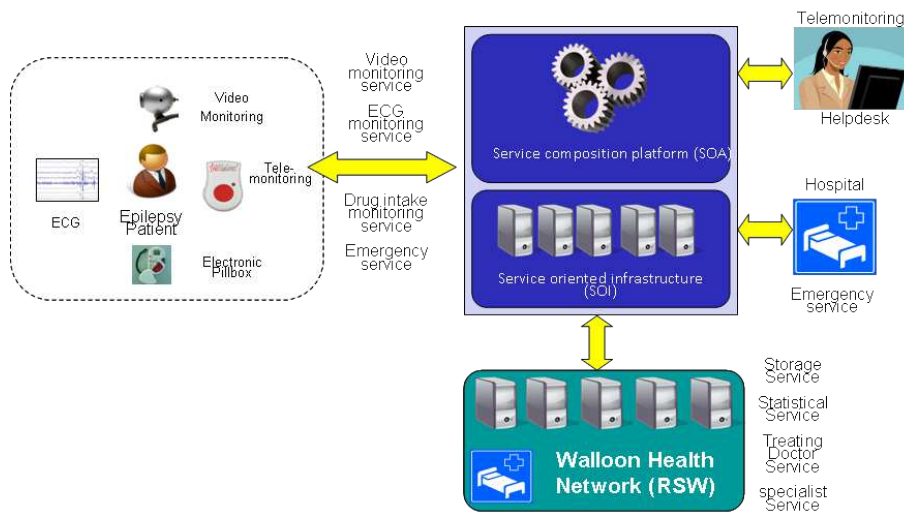 Video
Monitoring
ECG
Epilepsy
Patient
Tele-
monitoring
Electronic
Pillbox
Video
monitoring
service
ECG
monitoring
service
Drug intake
monitoring
service
Emergency
service
Service composition platform (SOA)
Service oriented infrastructure
(SOI)
Telemonitoring
Helpdesk
Hospital
Emergency
service
Walloon Health
Network (RSW)
Storage
Service
Statistical
Service
Treating
Doctor
Service
specialist
Service